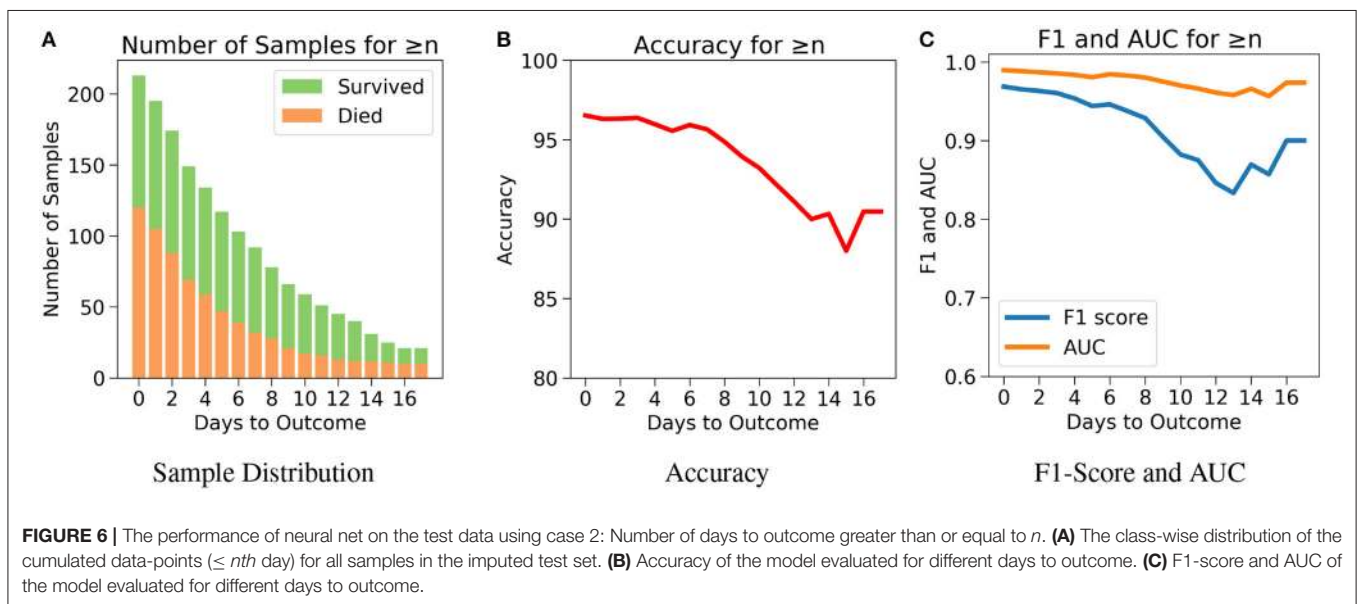 A
Number of Samples for ≥n
Survived
Died
Number of Samples
200
150
100
50
0
0 2 4 6 8 10 12 14 16
Days to Outcome
Sample Distribution
B
Accuracy for ≥n
Accuracy
100
95
90
85
80
0 2 4 6 8 10 12 14 16
Days to Outcome
Accuracy
C
F1 and AUC for ≥n
F1 and AUC
1.0
0.9
0.8
0.7
0.6
F1 score
AUC
0 2 4 6 8 10 12 14 16
Days to Outcome
F1-Score and AUC
FIGURE 6 | The performance of neural net on the test data using case 2: Number of days to outcome greater than or equal to n. (A) The class-wise distribution of the
cumulated data-points (≤ nth day) for all samples in the imputed test set. (B) Accuracy of the model evaluated for different days to outcome. (C) F1-score and AUC of
the model evaluated for different days to outcome.